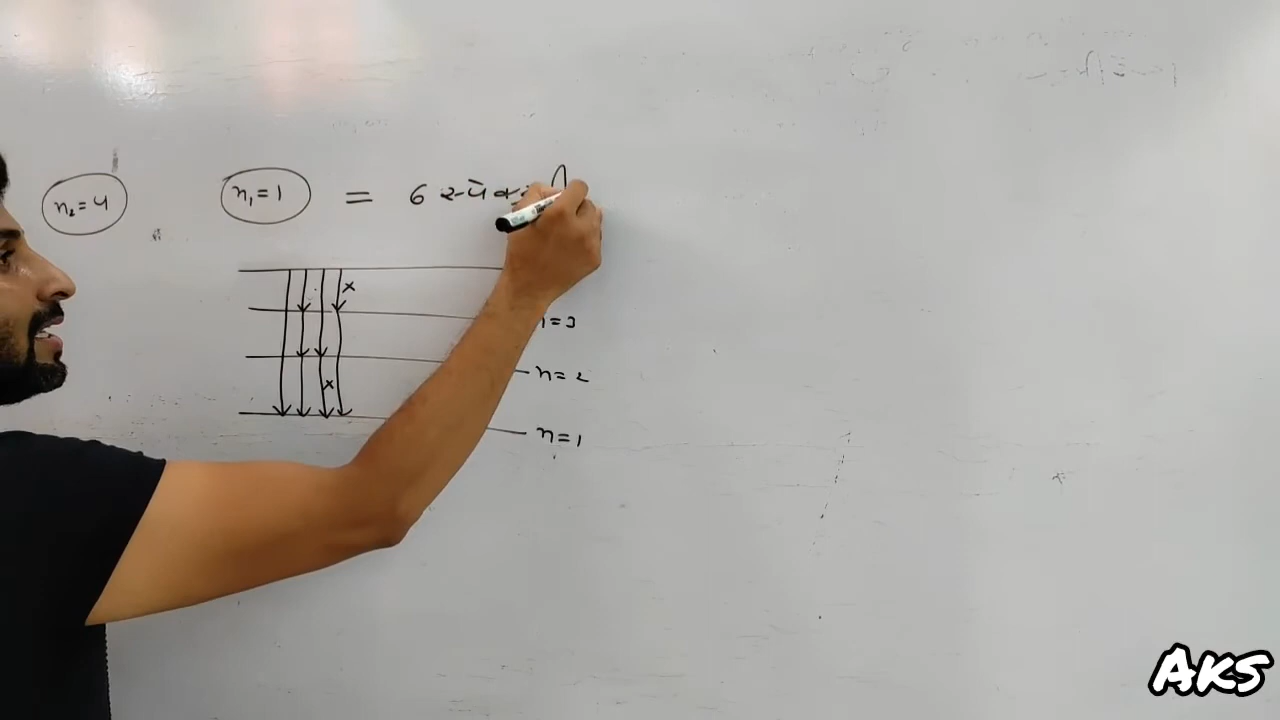 n₂=4 n₁=1 = 6
n=3
n=2
n=1
AKS